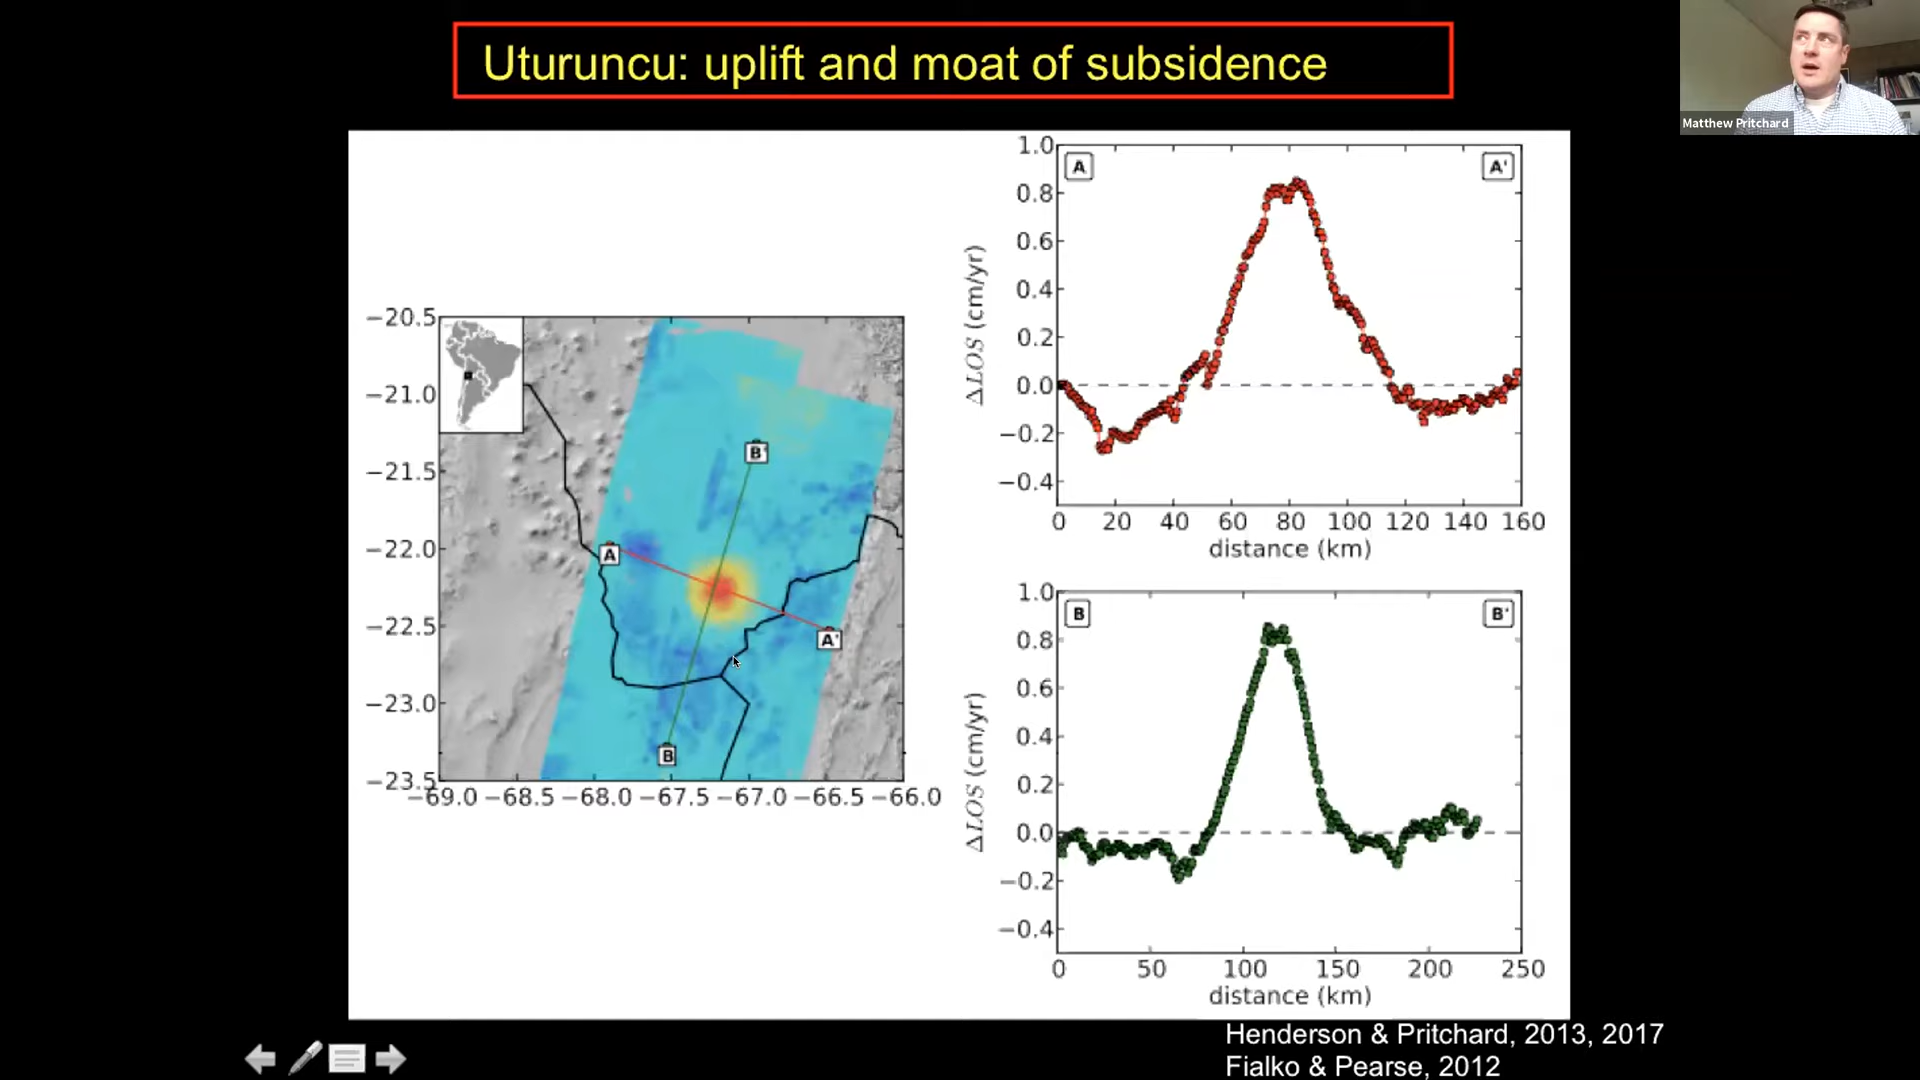 Uturuncu: uplift and moat of subsidence
Matthew Pritchard
−20.5
−21.0
−21.5
−22.0
−22.5
−23.0
−23.5
−69.0 −68.5 −68.0 −67.5 −67.0 −66.5 −66.0
B'
A
A'
B
1.0
0.8
0.6
0.4
0.2
0.0
−0.2
−0.4
ΔLOS (cm/yr)
A
A'
0 20 40 60 80 100 120 140 160
distance (km)
1.0
0.8
0.6
0.4
0.2
0.0
−0.2
−0.4
ΔLOS (cm/yr)
B
B'
0 50 100 150 200 250
distance (km)
Henderson & Pritchard, 2013, 2017
Fialko & Pearse, 2012